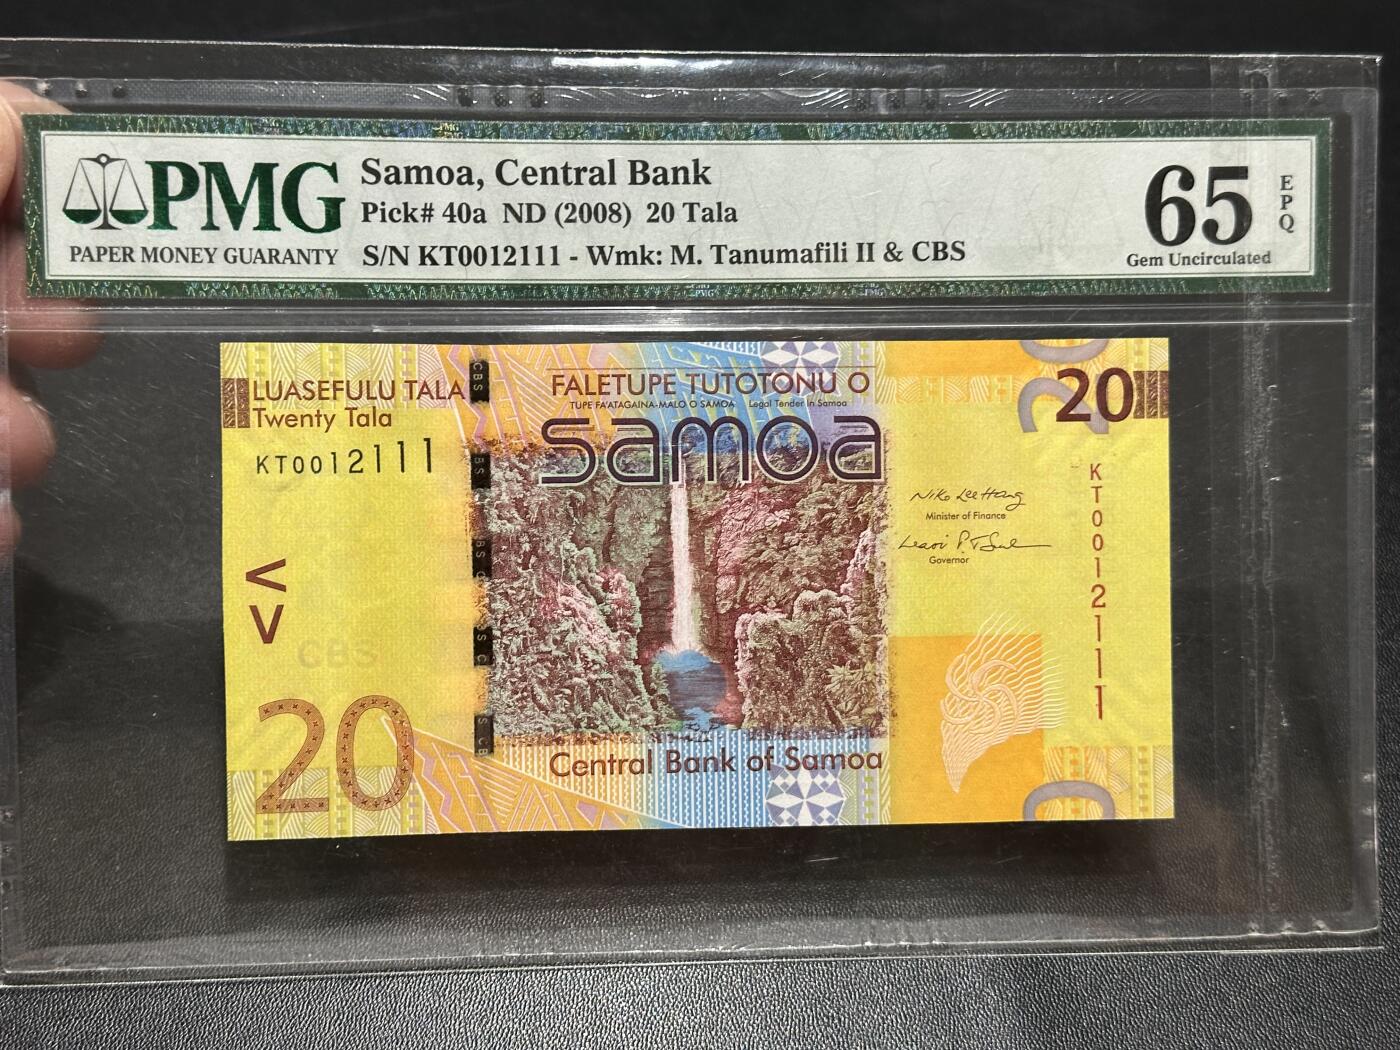 PMG
PAPER MONEY GUARANTY
Samoa, Central Bank
Pick# 40a ND (2008) 20 Tala
S/N KT0012111 - Wmk: M. Tanumafili II & CBS
65
Gem Uncirculated
EPQ
LUASEFULU TALA
Twenty Tala
KT0012111
CBS
FALETUPE TUTOTONU O
TUPE FA'ATAGAINA-MALO O SAMOA Legal Tender in Samoa
samoa
20
Minister of Finance
Governor
KT0012111
CBS
20
Central Bank of Samoa